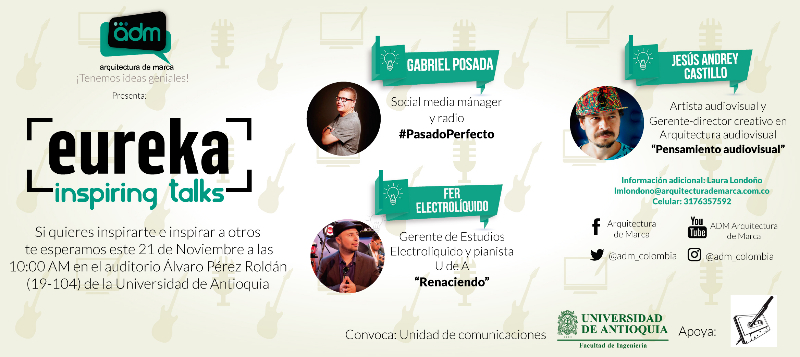 adm
arquitectura de marca
¡Tenemos ideas geniales!
Presenta:
eureka
inspiring talks
Si quieres inspirarte e inspirar a otros
te esperamos este 21 de Noviembre a las
10:00 AM en el auditorio Álvaro Pérez Roldán
(19-104) de la Universidad de Antioquia
GABRIEL POSADA
Social media mánager
y radio
#PasadoPerfecto
FER
ELECTROLÍQUIDO
Gerente de Estudios
Electrolíquido y pianista
U de A
“Renaciendo”
JESÚS ANDREY
CASTILLO
Artista audiovisual y
Gerente-director creativo en
Arquitectura audiovisual
“Pensamiento audiovisual”
Información adicional: Laura Londoño
lmlondono@arquitecturademarca.com.co
Celular: 3176357592
Arquitectura
de Marca
You
Tube
ADM Arquitectura
de Marca
@adm_colombia
@adm_colombia
Convoca: Unidad de comunicaciones
UNIVERSIDAD
DE ANTIOQUIA
Facultad de Ingeniería
Apoya: